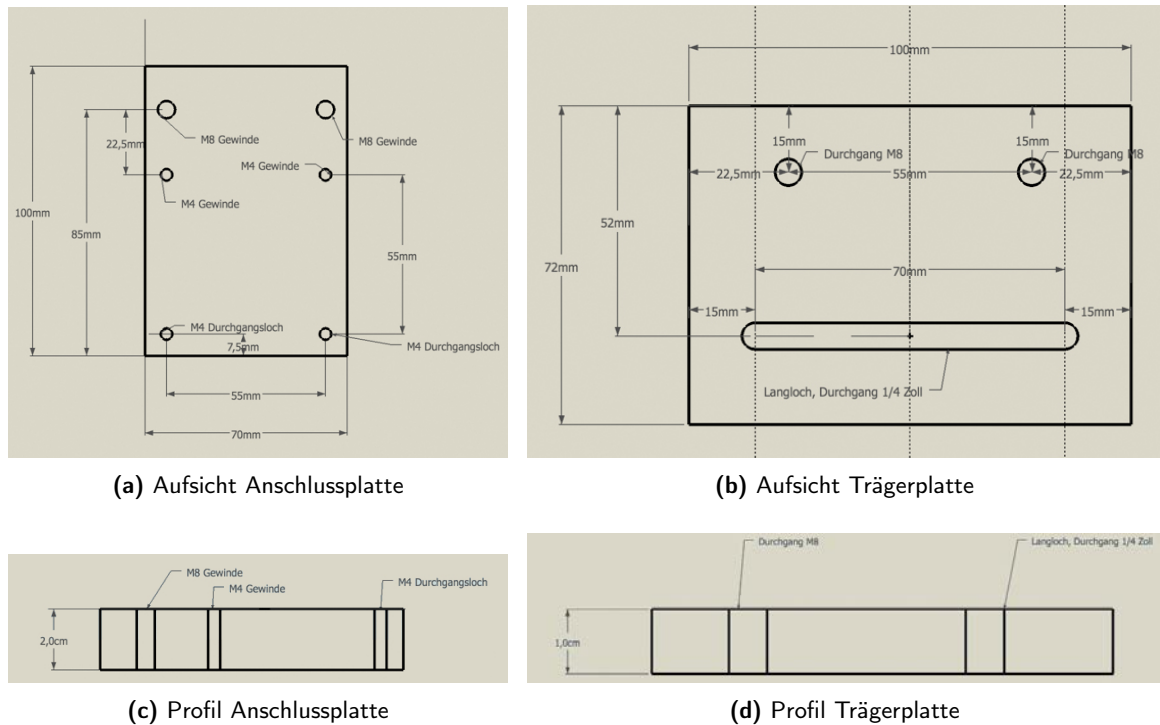 M8 Gewinde
M8 Gewinde
22,5mm
M4 Gewinde
M4 Gewinde
100mm
85mm
55mm
M4 Durchgangsloch
7,5mm
M4 Durchgangsloch
55mm
70mm
(a) Aufsicht Anschlussplatte
100mm
15mm
15mm
Durchgang M8
Durchgang M8
22,5mm
55mm
22,5mm
52mm
72mm
70mm
15mm
15mm
Langloch, Durchgang 1/4 Zoll
(b) Aufsicht Trägerplatte
M8 Gewinde
M4 Gewinde
M4 Durchgangsloch
2,0cm
(c) Profil Anschlussplatte
Durchgang M8
Langloch, Durchgang 1/4 Zoll
1,0cm
(d) Profil Trägerplatte